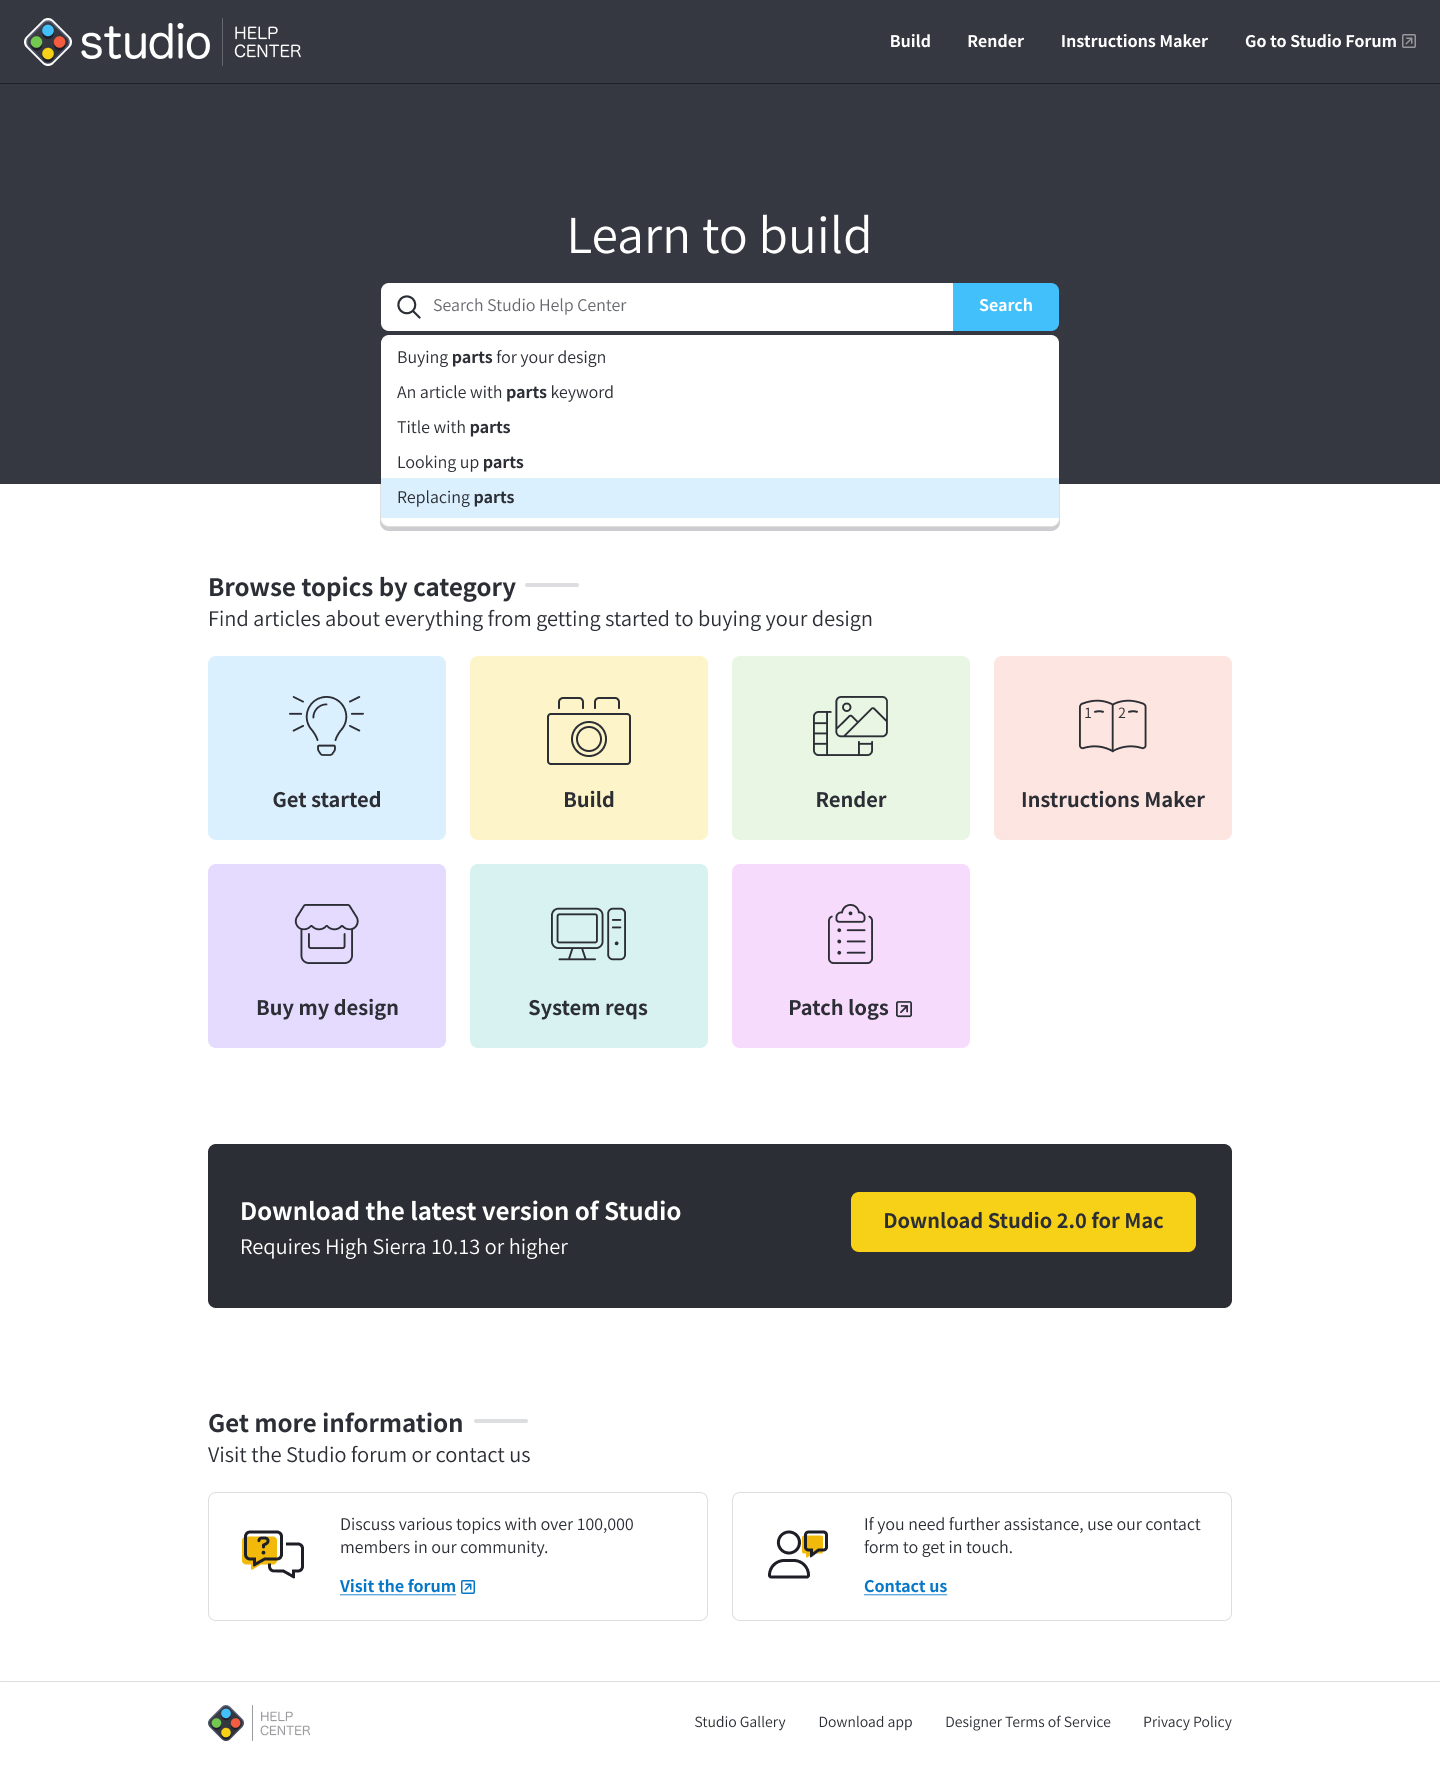 studio
HELP
CENTER
Build
Render
Instructions Maker
Go to Studio Forum
Learn to build
Search Studio Help Center
Search
Buying parts for your design
An article with parts keyword
Title with parts
Looking up parts
Replacing parts
Browse topics by category
Find articles about everything from getting started to buying your design
Get started
Build
Render
1 2
Instructions Maker
Buy my design
System reqs
Patch logs
Download the latest version of Studio
Requires High Sierra 10.13 or higher
Download Studio 2.0 for Mac
Get more information
Visit the Studio forum or contact us
?
Discuss various topics with over 100,000
members in our community.
Visit the forum
If you need further assistance, use our contact
form to get in touch.
Contact us
HELP
CENTER
Studio Gallery
Download app
Designer Terms of Service
Privacy Policy